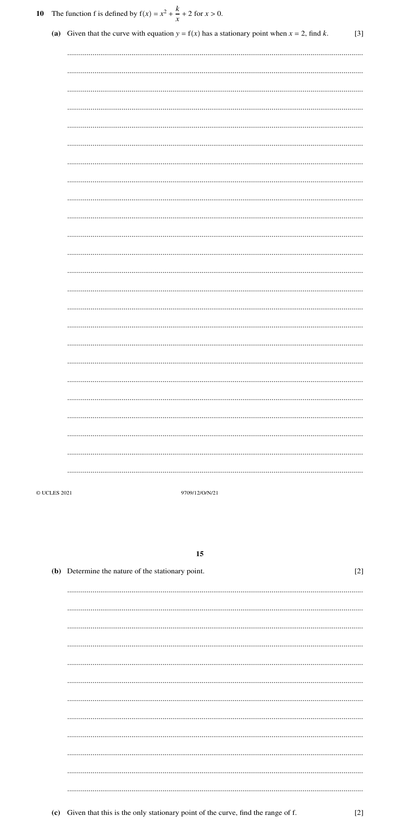 10 The function f is defined by f(x) = x² + k/x + 2 for x > 0.
(a) Given that the curve with equation y = f(x) has a stationary point when x = 2, find k. [3]
© UCLES 2021 9709/12/O/N/21
15
(b) Determine the nature of the stationary point. [2]
(c) Given that this is the only stationary point of the curve, find the range of f. [2]